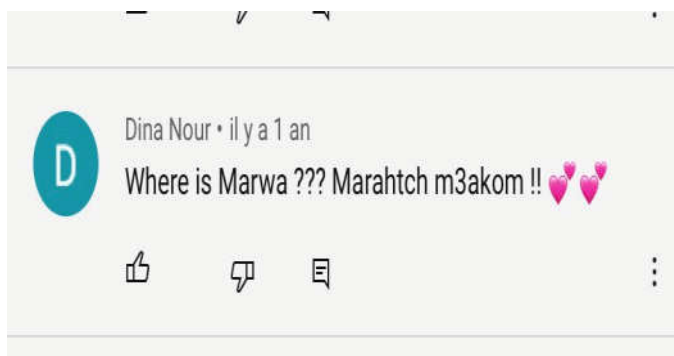 D
Dina Nour • il y a 1 an
Where is Marwa ??? Marahtch m3akom !! 💕💕